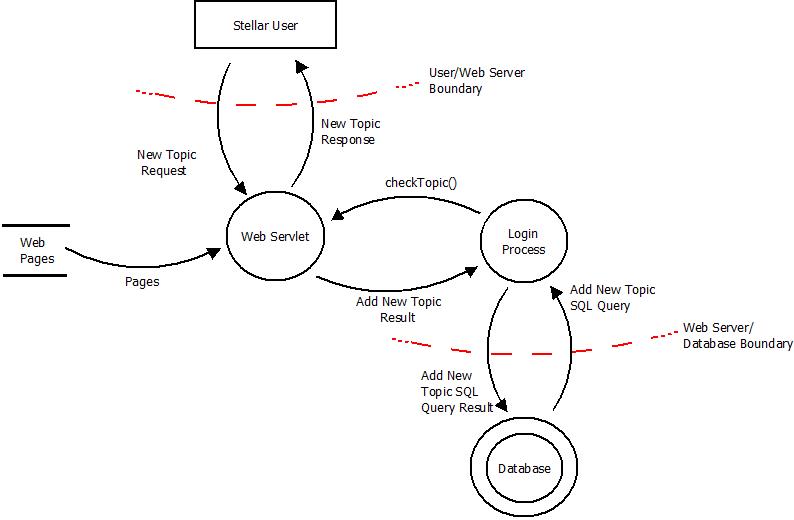 Stellar User
User/Web Server
Boundary
New Topic
Response
New Topic
Request
checkTopic()
Web Servlet
Login
Process
Web
Pages
Pages
Add New Topic
Result
Add New Topic
SQL Query
Web Server/
Database Boundary
Add New
Topic SQL
Query Result
Database